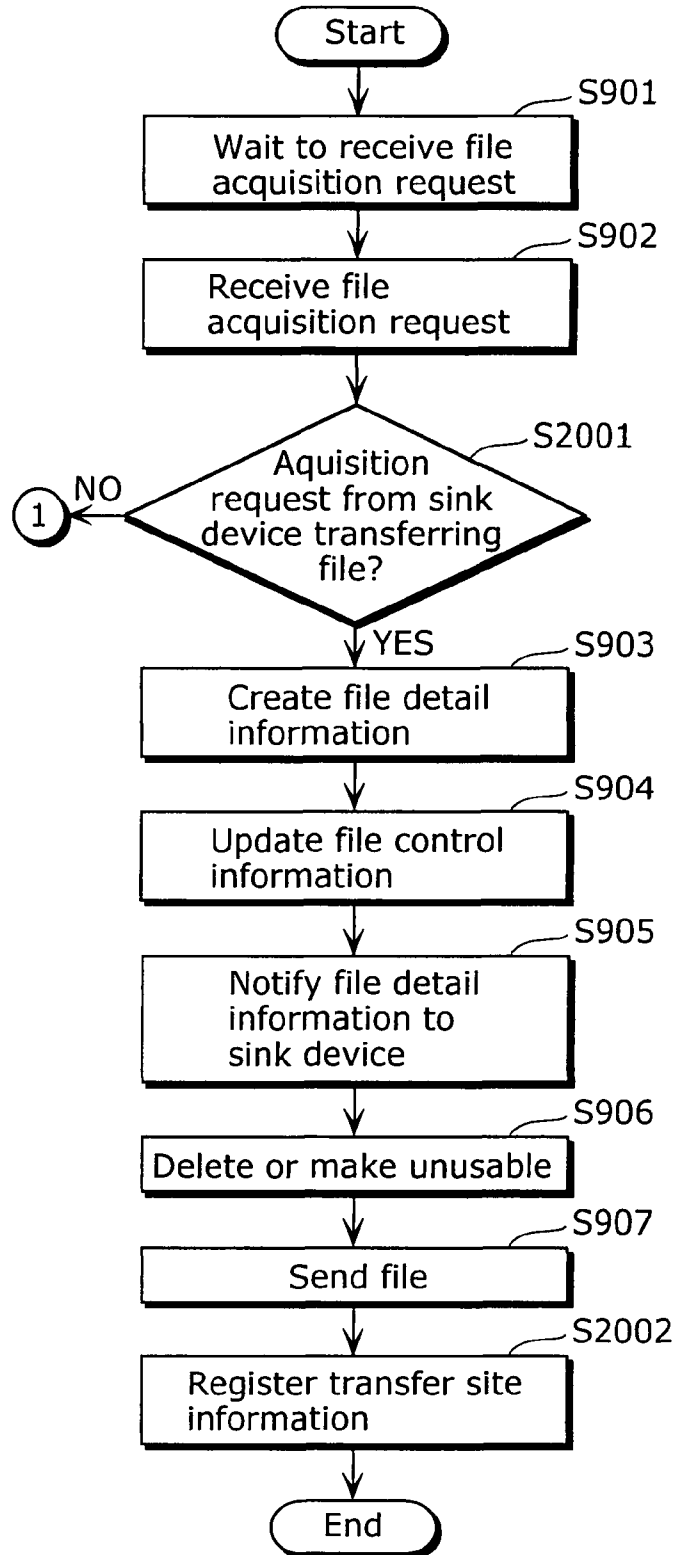 Start
S901
Wait to receive file
acquisition request
S902
Receive file
acquisition request
S2001
Aquisition
request from sink
device transferring
file?
NO
1
YES
S903
Create file detail
information
S904
Update file control
information
S905
Notify file detail
information to
sink device
S906
Delete or make unusable
S907
Send file
S2002
Register transfer site
information
End